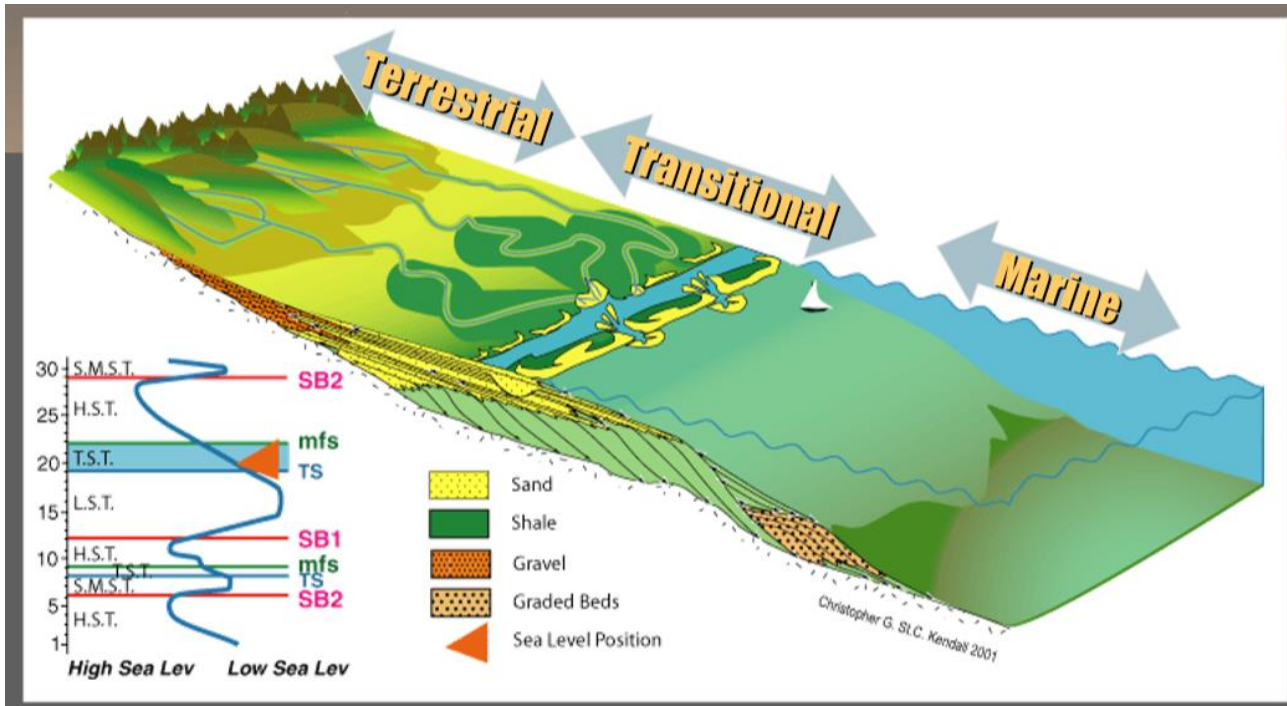 Terrestrial
Transitional
Marine
30
S.M.S.T.
SB2
25
H.S.T.
mfs
20
T.S.T.
TS
L.S.T.
15
SB1
10
H.S.T.
mfs
T.S.T.
TS
S.M.S.T.
SB2
5
H.S.T.
1
High Sea Lev Low Sea Lev
Sand
Shale
Gravel
Graded Beds
Sea Level Position
Christopher G. St.C. Kendall 2001